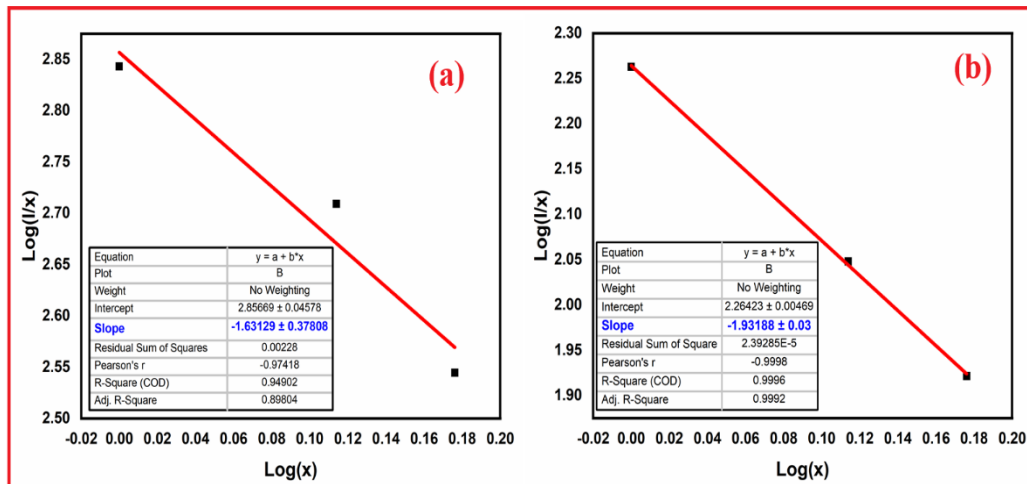 (a)
Log(I/x)
2.85
2.80
2.75
2.70
2.65
2.60
2.55
2.50
Equation y = a + b*x
Plot B
Weight No Weighting
Intercept 2.85669 ± 0.04578
Slope -1.63129 ± 0.37808
Residual Sum of Squares 0.00228
Pearson's r -0.97418
R-Square (COD) 0.94902
Adj. R-Square 0.89804
-0.02 0.00 0.02 0.04 0.06 0.08 0.10 0.12 0.14 0.16 0.18 0.20
Log(x)
(b)
Log(I/x)
2.30
2.25
2.20
2.15
2.10
2.05
2.00
1.95
1.90
Equation y = a + b*x
Plot B
Weight No Weighting
Intercept 2.26423 ± 0.00469
Slope -1.93188 ± 0.03
Residual Sum of Square 2.39285E-5
Pearson's r -0.9998
R-Square (COD) 0.9996
Adj. R-Square 0.9992
-0.02 0.00 0.02 0.04 0.06 0.08 0.10 0.12 0.14 0.16 0.18 0.20
Log(x)